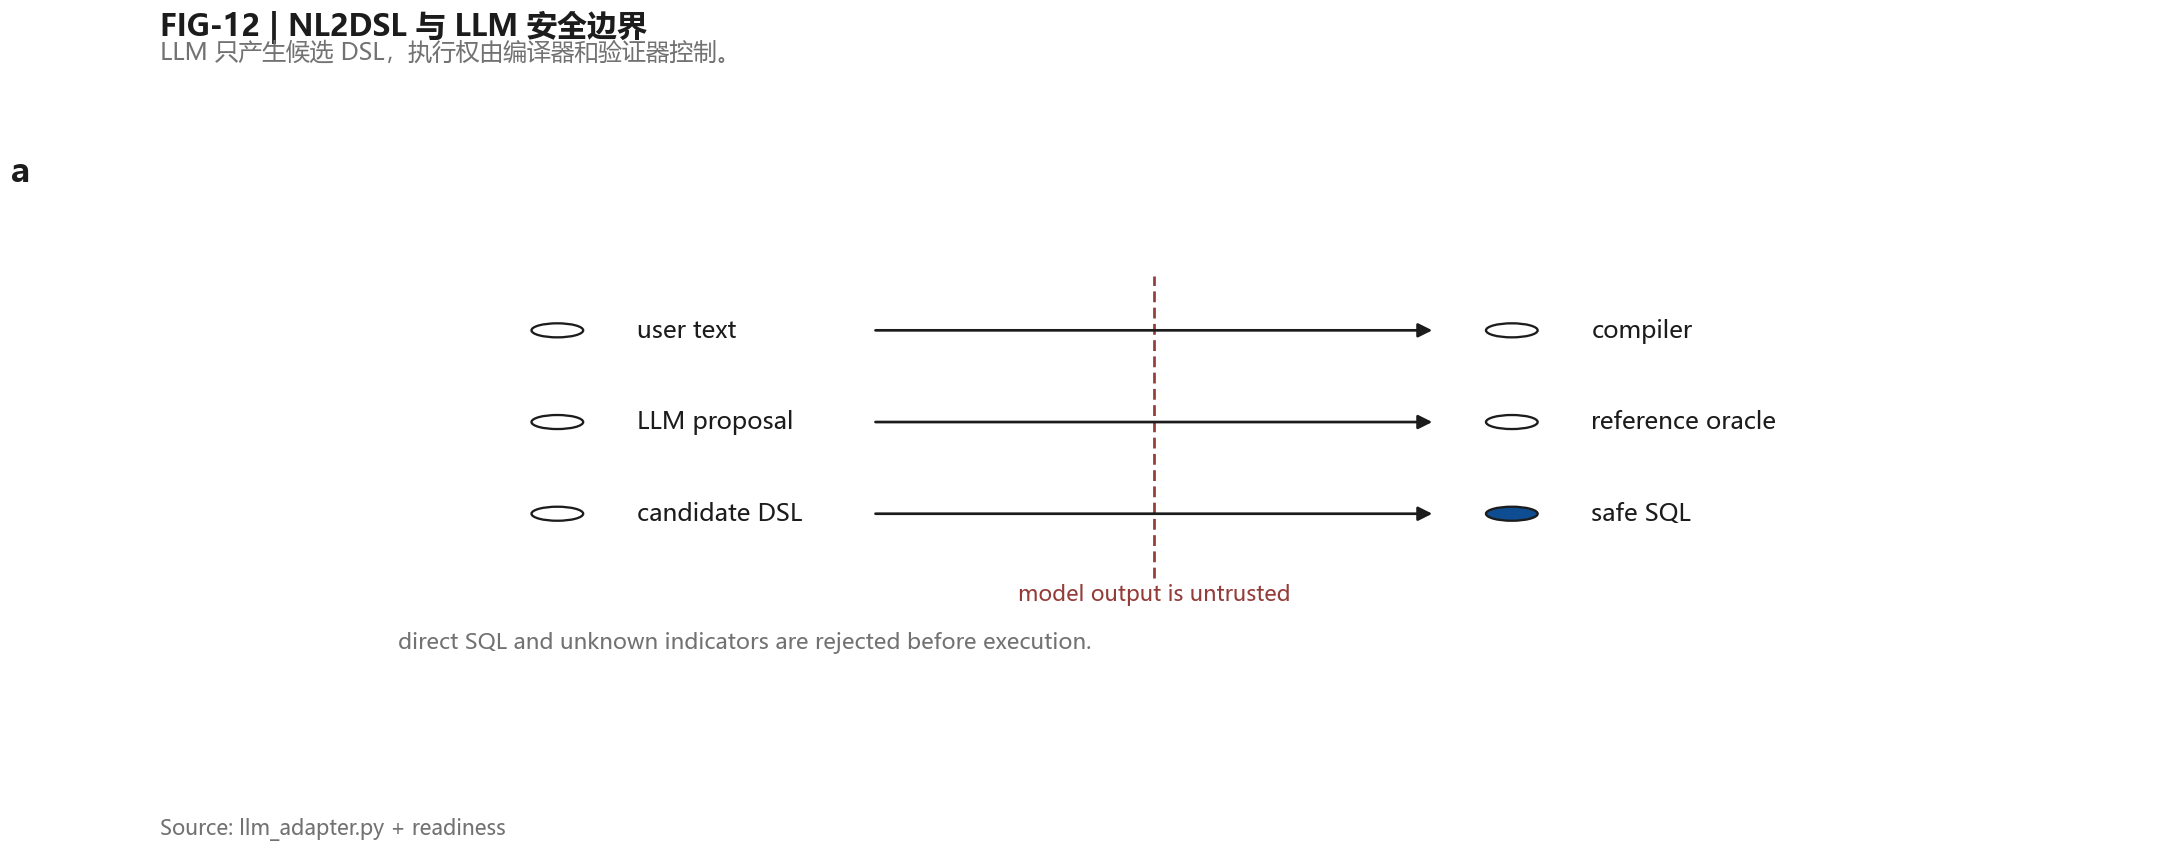 FIG-12 | NL2DSL 与 LLM 安全边界
LLM 只产生候选 DSL，执行权由编译器和验证器控制。
a
user text
compiler
LLM proposal
reference oracle
candidate DSL
safe SQL
model output is untrusted
direct SQL and unknown indicators are rejected before execution.
Source: llm_adapter.py + readiness